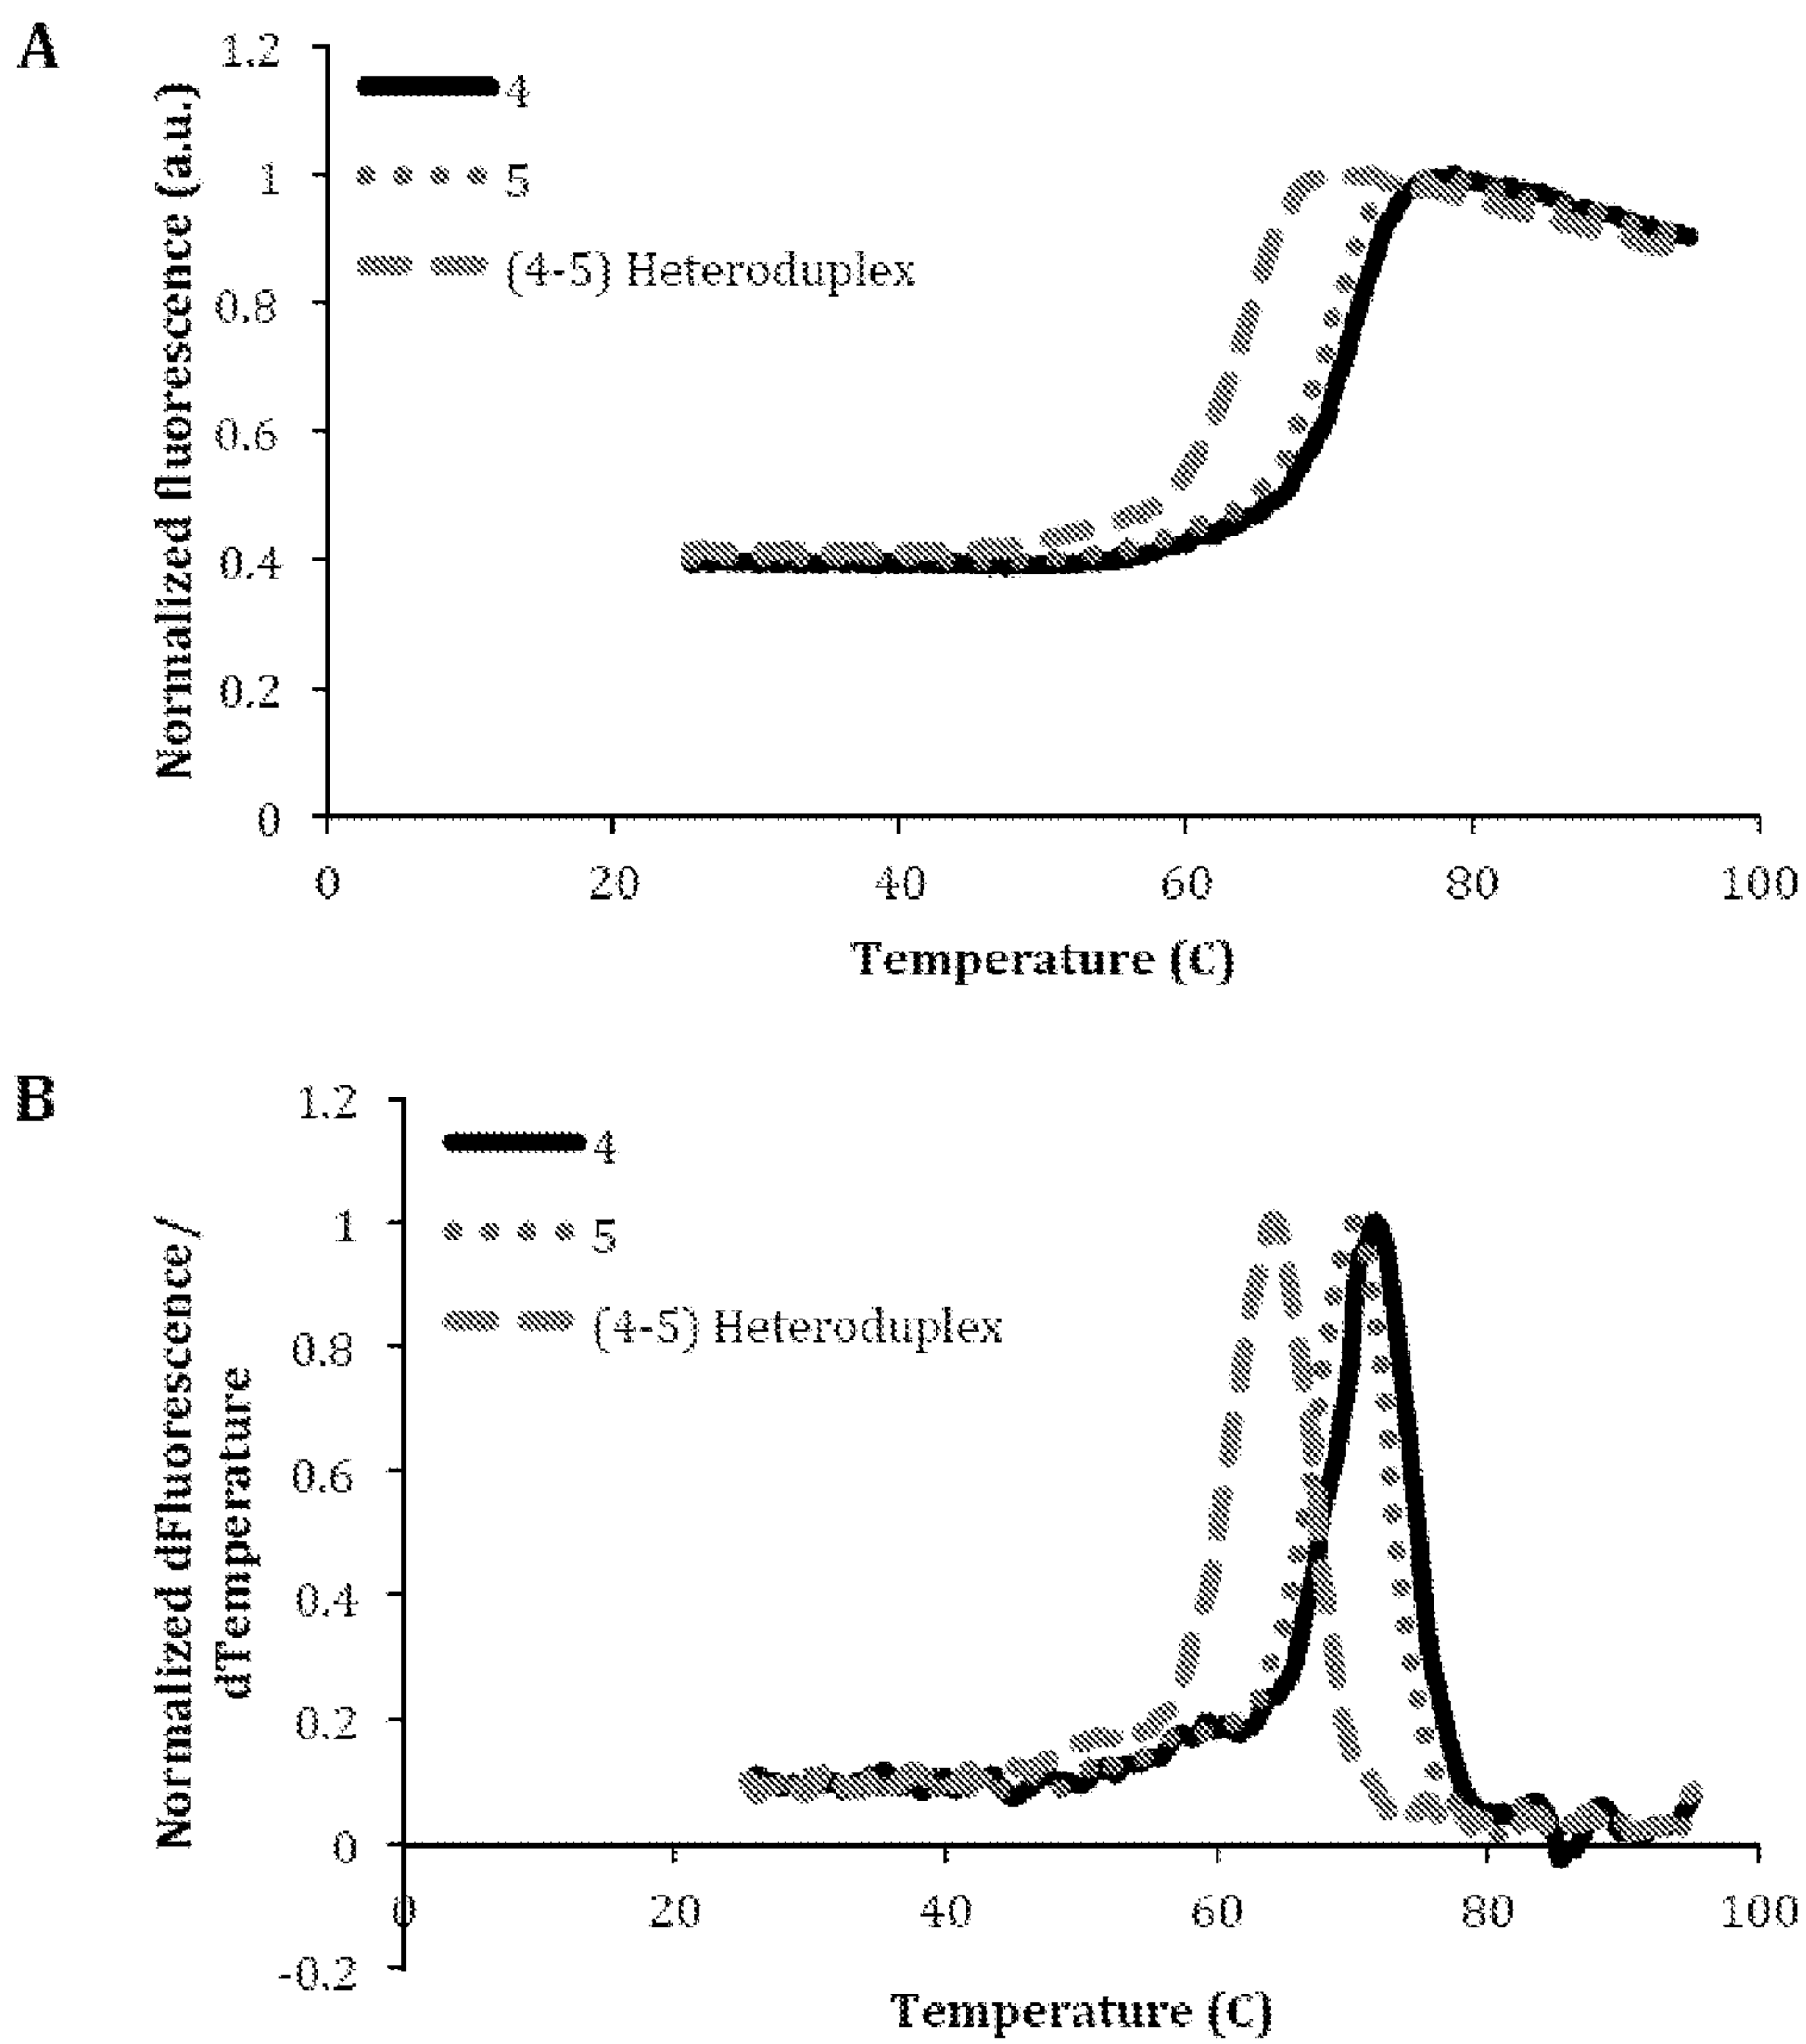 A
1.2
1
0.8
0.6
0.4
0.2
0
Normalized fluorescence (a.u.)
4
5
(4-5) Heteroduplex
0 20 40 60 80 100
Temperature (C)
B
1.2
1
0.8
0.6
0.4
0.2
0
-0.2
Normalized dFluorescence/
dTemperature
4
5
(4-5) Heteroduplex
0 20 40 60 80 100
Temperature (C)